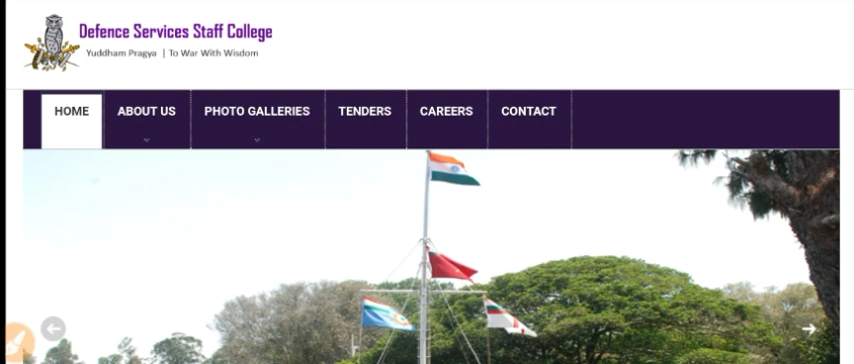 Defence Services Staff College
Yuddham Pragya | To War With Wisdom
HOME ABOUT US PHOTO GALLERIES TENDERS CAREERS CONTACT